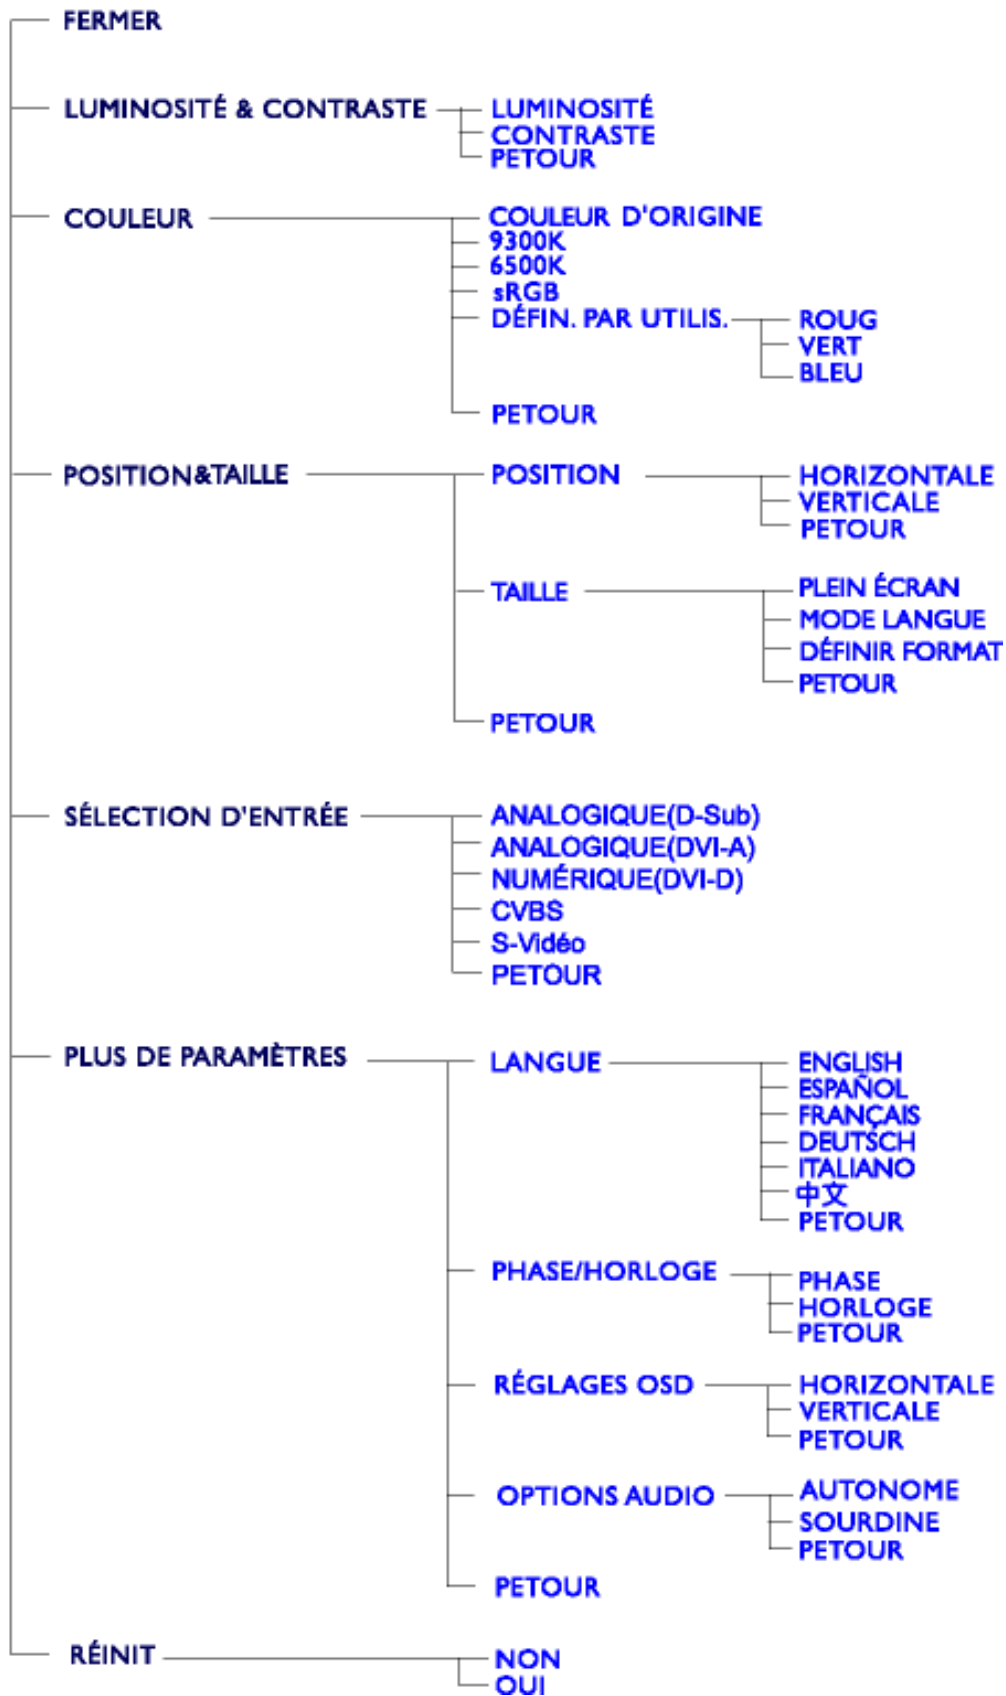 FERMER
LUMINOSITÉ & CONTRASTE
LUMINOSITÉ
CONTRASTE
PETOUR
COULEUR
COULEUR D'ORIGINE
9300K
6500K
sRGB
DÉFIN. PAR UTILIS.
ROUG
VERT
BLEU
PETOUR
POSITION&TAILLE
POSITION
HORIZONTALE
VERTICALE
PETOUR
TAILLE
PLEIN ÉCRAN
MODE LANGUE
DÉFINIR FORMAT
PETOUR
PETOUR
SÉLECTION D'ENTRÉE
ANALOGIQUE(D-Sub)
ANALOGIQUE(DVI-A)
NUMÉRIQUE(DVI-D)
CVBS
S-Vidéo
PETOUR
PLUS DE PARAMÈTRES
LANGUE
ENGLISH
ESPAÑOL
FRANÇAIS
DEUTSCH
ITALIANO
中文
PETOUR
PHASE/HORLOGE
PHASE
HORLOGE
PETOUR
RÉGLAGES OSD
HORIZONTALE
VERTICALE
PETOUR
OPTIONS AUDIO
AUTONOME
SOURDINE
PETOUR
PETOUR
RÉINIT
NON
OUI